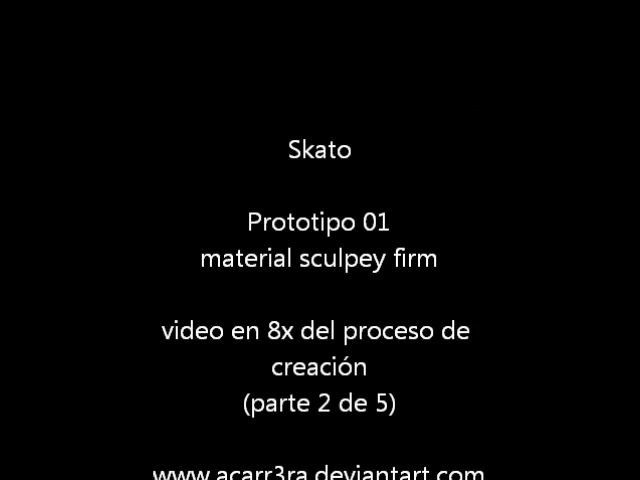 Skato
Prototipo 01
material sculpey firm
video en 8x del proceso de
creación
(parte 2 de 5)
www.acarr3ra.deviantart.com